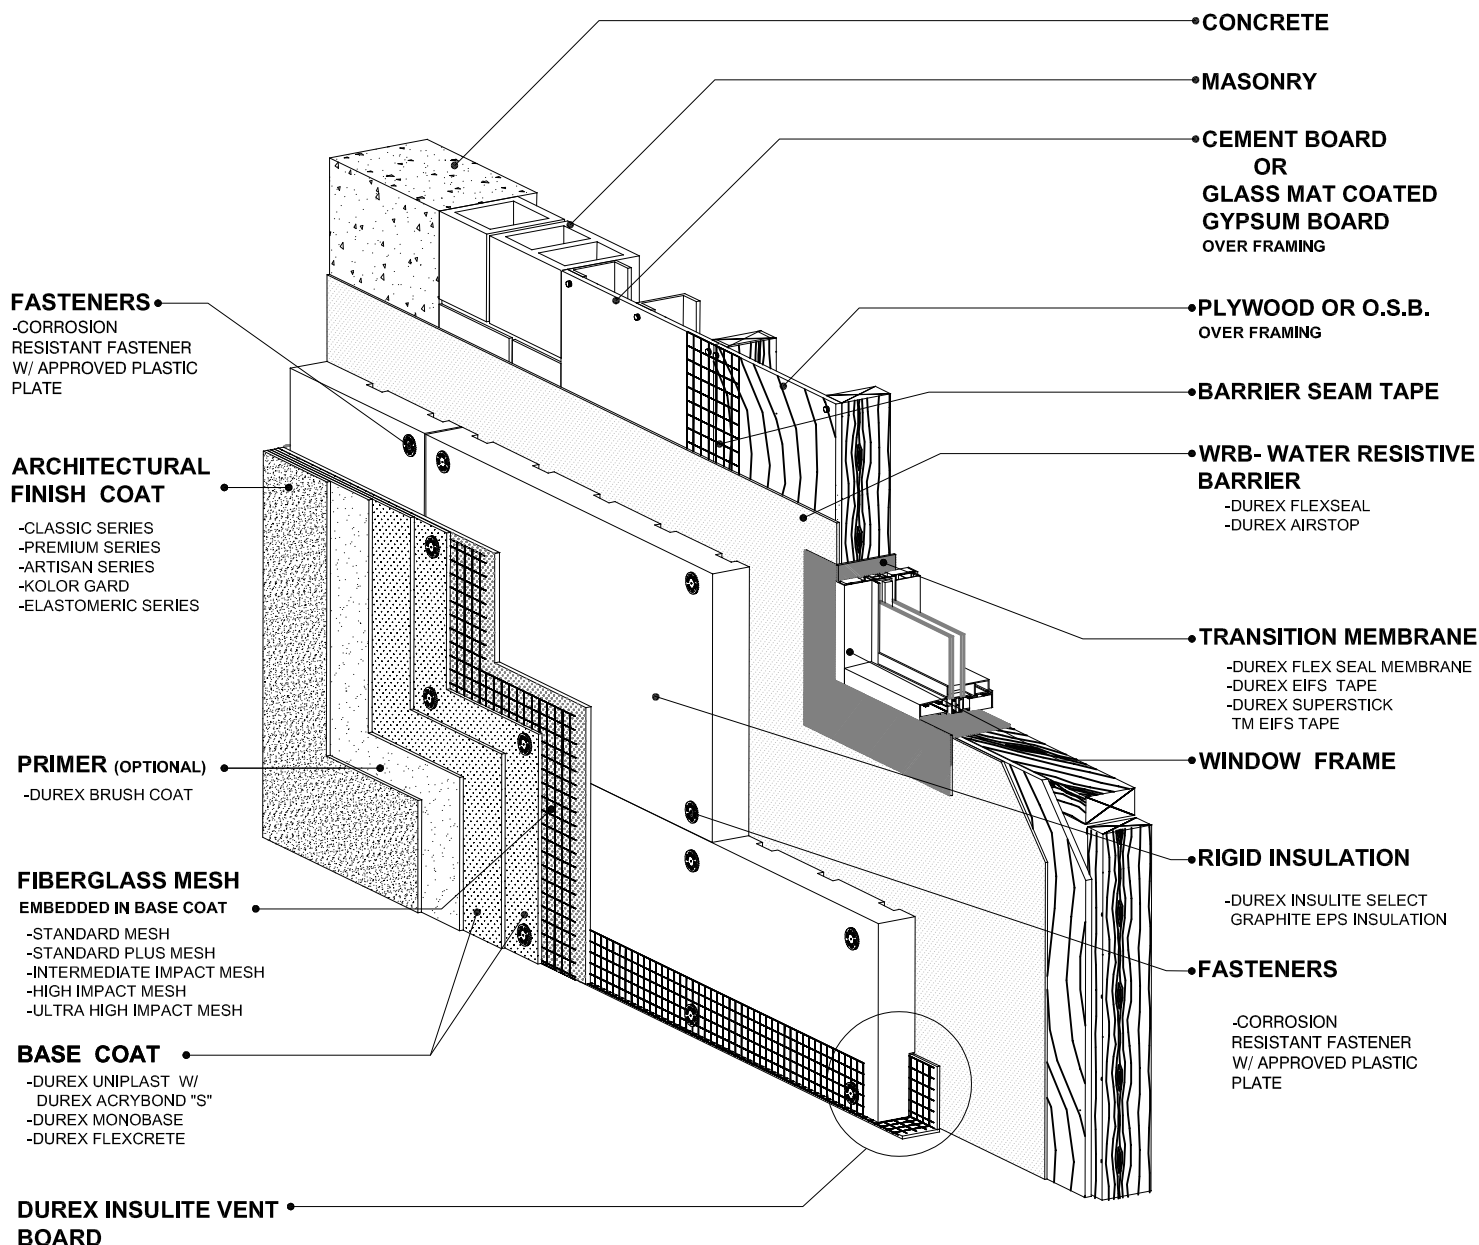 CONCRETE
MASONRY
CEMENT BOARD
OR
GLASS MAT COATED
GYPSUM BOARD
OVER FRAMING
PLYWOOD OR O.S.B.
OVER FRAMING
BARRIER SEAM TAPE
WRB- WATER RESISTIVE
BARRIER
-DUREX FLEXSEAL
-DUREX AIRSTOP
TRANSITION MEMBRANE
-DUREX FLEX SEAL MEMBRANE
-DUREX EIFS TAPE
-DUREX SUPERSTICK
TM EIFS TAPE
WINDOW FRAME
RIGID INSULATION
-DUREX INSULITE SELECT
GRAPHITE EPS INSULATION
FASTENERS
-CORROSION
RESISTANT FASTENER
W/ APPROVED PLASTIC
PLATE
FASTENERS
-CORROSION
RESISTANT FASTENER
W/ APPROVED PLASTIC
PLATE
ARCHITECTURAL
FINISH COAT
-CLASSIC SERIES
-PREMIUM SERIES
-ARTISAN SERIES
-KOLOR GARD
-ELASTOMERIC SERIES
PRIMER (OPTIONAL)
-DUREX BRUSH COAT
FIBERGLASS MESH
EMBEDDED IN BASE COAT
-STANDARD MESH
-STANDARD PLUS MESH
-INTERMEDIATE IMPACT MESH
-HIGH IMPACT MESH
-ULTRA HIGH IMPACT MESH
BASE COAT
-DUREX UNIPLAST W/
DUREX ACRYBOND "S"
-DUREX MONOBASE
-DUREX FLEXCRETE
DUREX INSULITE VENT
BOARD